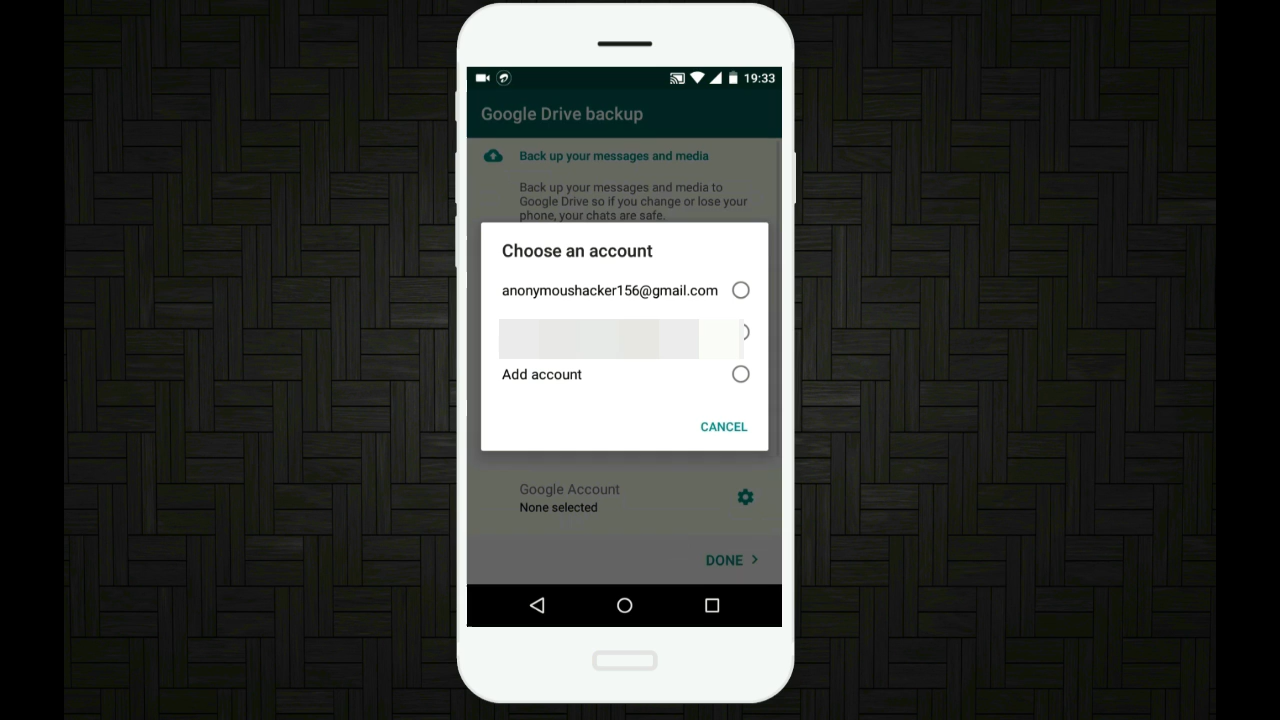 19:33
Google Drive backup
Back up your messages and media
Back up your messages and media to
Google Drive so if you change or lose your
phone, your chats are safe.
Choose an account
anonymoushacker156@gmail.com
Add account
CANCEL
Google Account
None selected
DONE